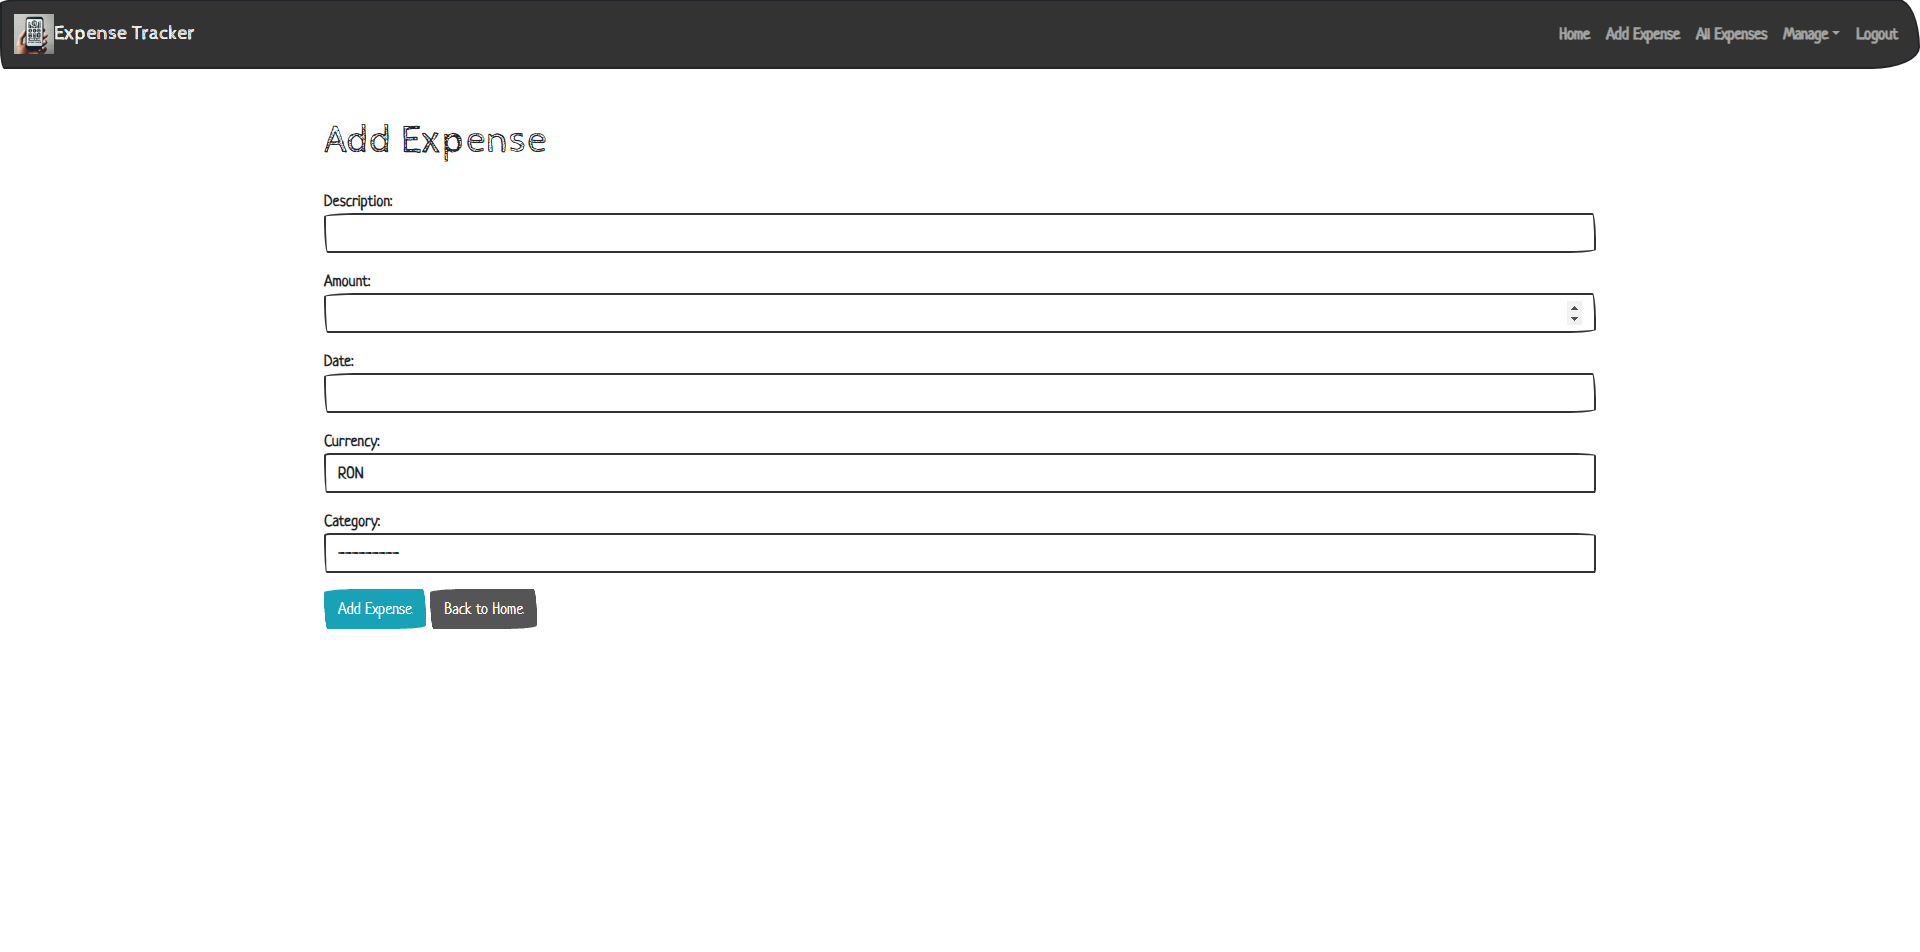 Expense Tracker
Home Add Expense All Expenses Manage Logout
Add Expense
Description:
Amount:
Date:
Currency:
RON
Category:
---------
Add Expense Back to Home